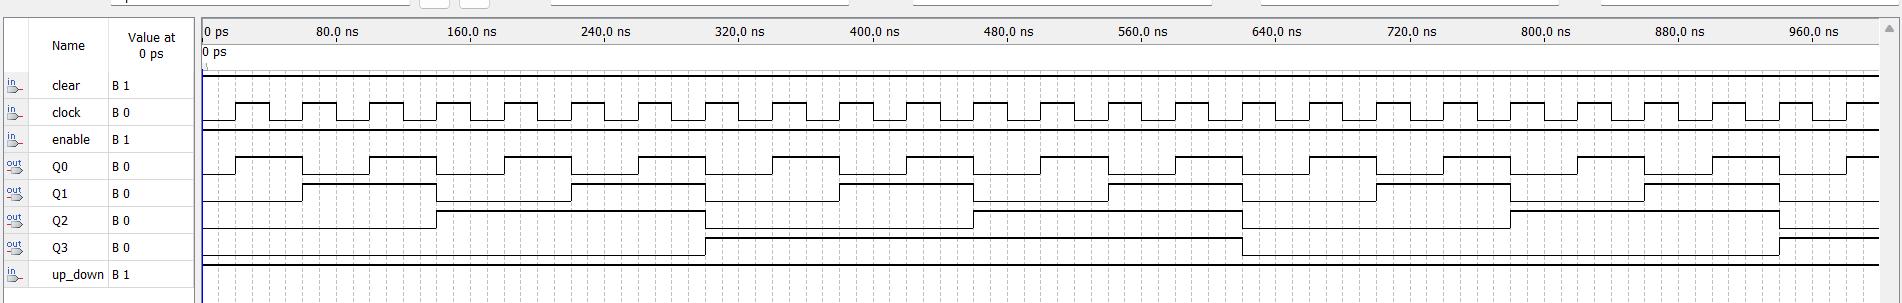 Name Value at 0 ps
0 ps 80.0 ns 160.0 ns 240.0 ns 320.0 ns 400.0 ns 480.0 ns 560.0 ns 640.0 ns 720.0 ns 800.0 ns 880.0 ns 960.0 ns
0 ps
in clear B 1
in clock B 0
in enable B 1
out Q0 B 0
out Q1 B 0
out Q2 B 0
out Q3 B 0
in up_down B 1